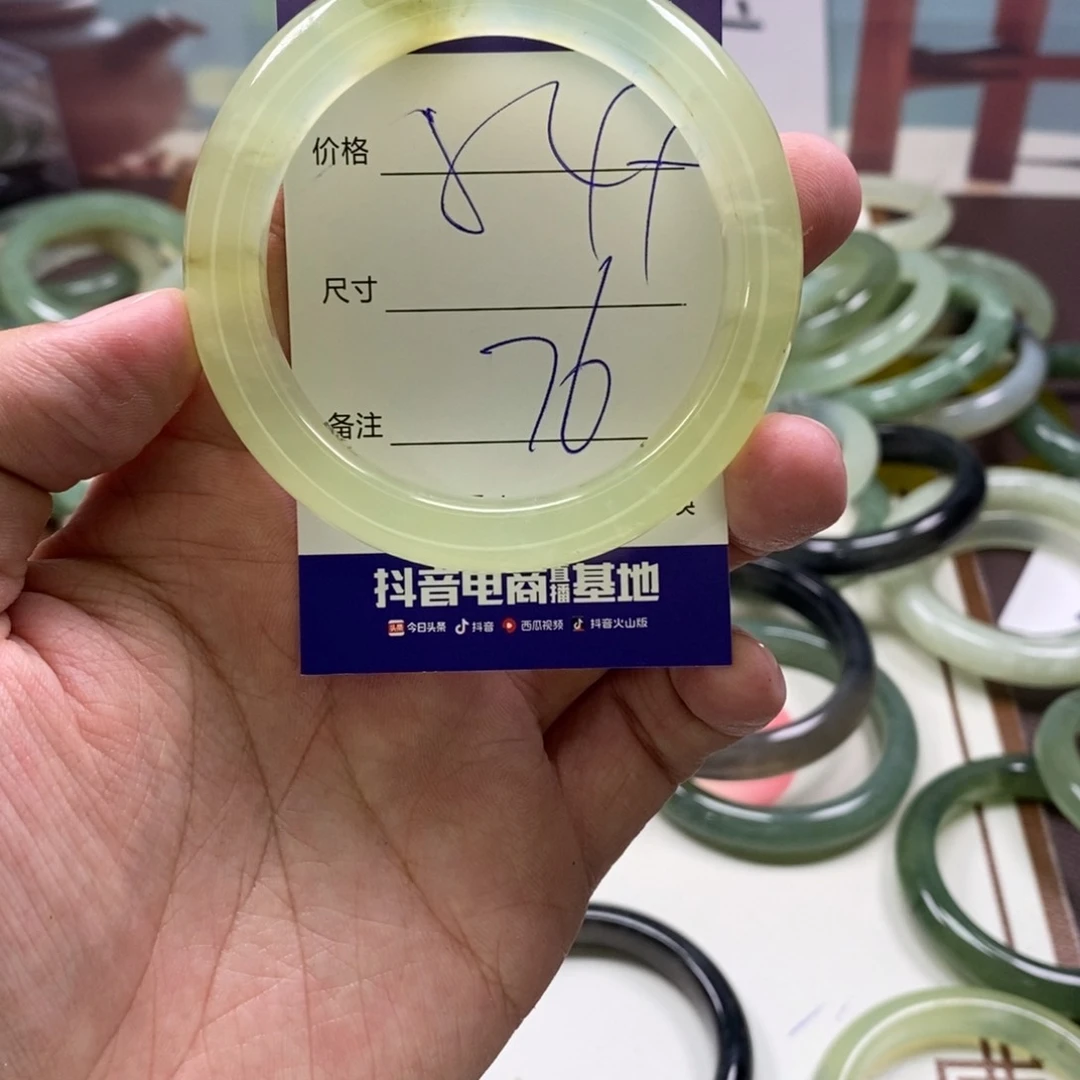 价格 844
尺寸
备注 76
抖音电商直播基地
今日头条 抖音 西瓜视频 抖音火山版